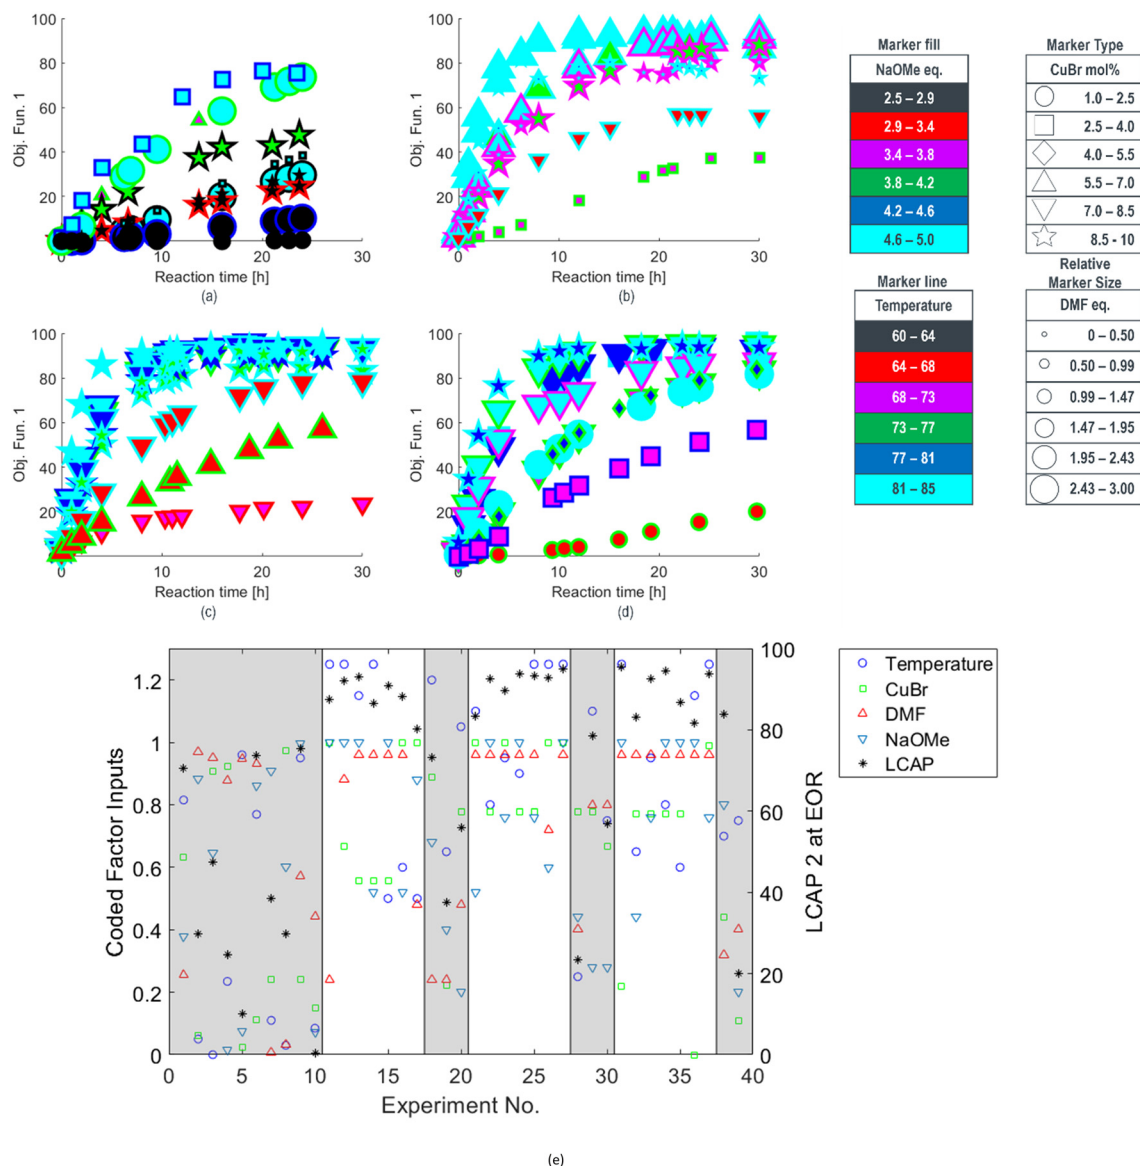 100
80
60
40
20
0
Obj. Fun. 1
0 10 20 30
Reaction time [h]
(a)
100
80
60
40
20
0
Obj. Fun. 1
0 10 20 30
Reaction time [h]
(b)
Marker fill
NaOMe eq.
2.5 – 2.9
2.9 – 3.4
3.4 – 3.8
3.8 – 4.2
4.2 – 4.6
4.6 – 5.0
Marker Type
CuBr mol%
1.0 – 2.5
2.5 – 4.0
4.0 – 5.5
5.5 – 7.0
7.0 – 8.5
8.5 - 10
100
80
60
40
20
0
Obj. Fun. 1
0 10 20 30
Reaction time [h]
(c)
100
80
60
40
20
0
Obj. Fun. 1
0 10 20 30
Reaction time [h]
(d)
Marker line
Temperature
60 – 64
64 – 68
68 – 73
73 – 77
77 – 81
81 – 85
Relative
Marker Size
DMF eq.
0 – 0.50
0.50 – 0.99
0.99 – 1.47
1.47 – 1.95
1.95 – 2.43
2.43 – 3.00
1.2
1
0.8
0.6
0.4
0.2
0
Coded Factor Inputs
0 5 10 15 20 25 30 35 40
Experiment No.
100
80
60
40
20
0
LCAP 2 at EOR
Temperature
CuBr
DMF
NaOMe
LCAP
(e)